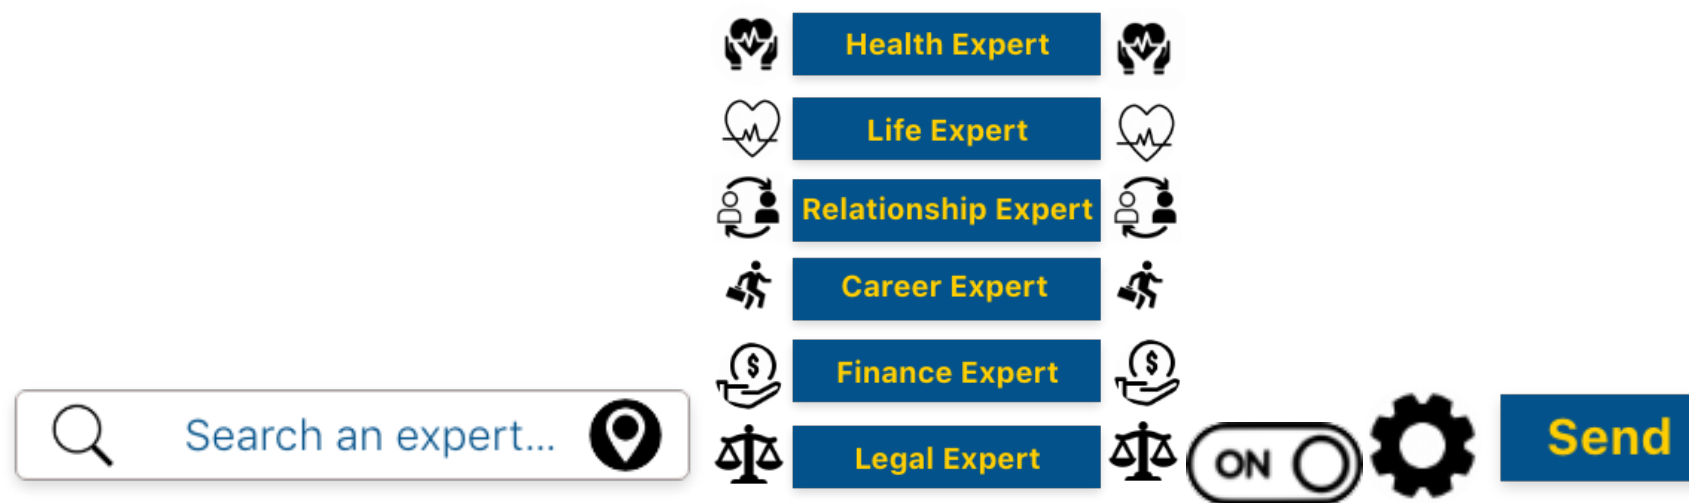 Health Expert
Life Expert
Relationship Expert
Career Expert
Finance Expert
Search an expert...
Legal Expert
ON
Send